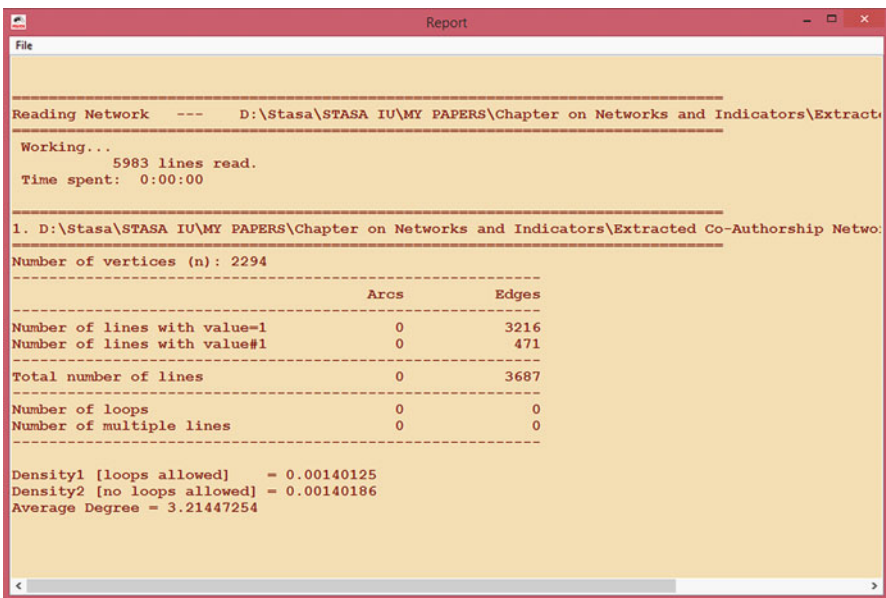 Report
File
Reading Network --- D:\Stasa\STASA IU\MY PAPERS\Chapter on Networks and Indicators\Extract
Working...
5983 lines read.
Time spent: 0:00:00
1. D:\Stasa\STASA IU\MY PAPERS\Chapter on Networks and Indicators\Extracted Co-Authorship Netwo
Number of vertices (n): 2294
Arcs Edges
Number of lines with value=1 0 3216
Number of lines with value#1 0 471
Total number of lines 0 3687
Number of loops 0 0
Number of multiple lines 0 0
Density1 [loops allowed] = 0.00140125
Density2 [no loops allowed] = 0.00140186
Average Degree = 3.21447254